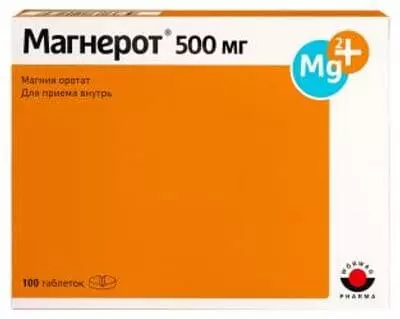 Магнерот® 500 мг
Mg2+
Магния оротат
Для приема внутрь
100 таблеток
WÖRWAG
PHARMA